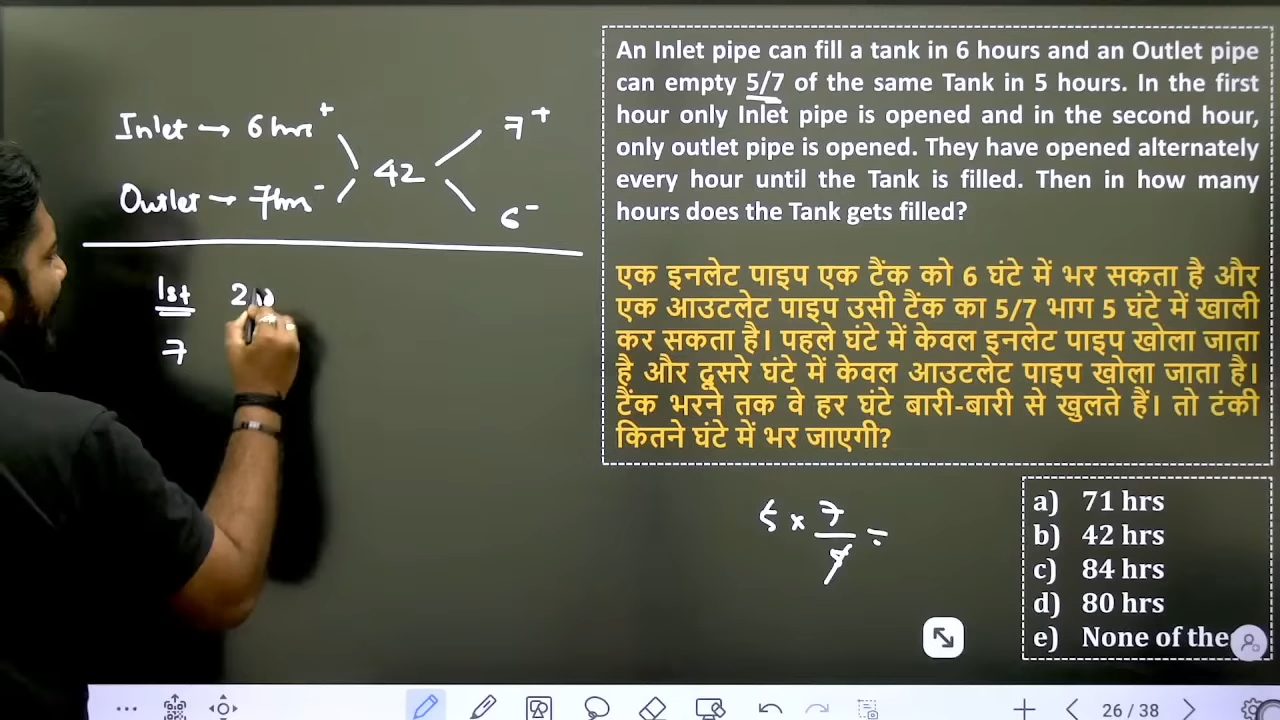 An Inlet pipe can fill a tank in 6 hours and an Outlet pipe
can empty 5/7 of the same Tank in 5 hours. In the first
hour only Inlet pipe is opened and in the second hour,
only outlet pipe is opened. They have opened alternately
every hour until the Tank is filled. Then in how many
hours does the Tank gets filled?
एक इनलेट पाइप एक टैंक को 6 घंटे में भर सकता है और
एक आउटलेट पाइप उसी टैंक का 5/7 भाग 5 घंटे में खाली
कर सकता है। पहले घंटे में केवल इनलेट पाइप खोला जाता
है और दूसरे घंटे में केवल आउटलेट पाइप खोला जाता है।
टैंक भरने तक वे हर घंटे बारी-बारी से खुलते हैं। तो टंकी
कितने घंटे में भर जाएगी?
Inlet → 6 hrs +
Outlet → 7hrs -
42
7 +
6 -
1st
7
5 × 7/5 =
a) 71 hrs
b) 42 hrs
c) 84 hrs
d) 80 hrs
e) None of the
26 / 38